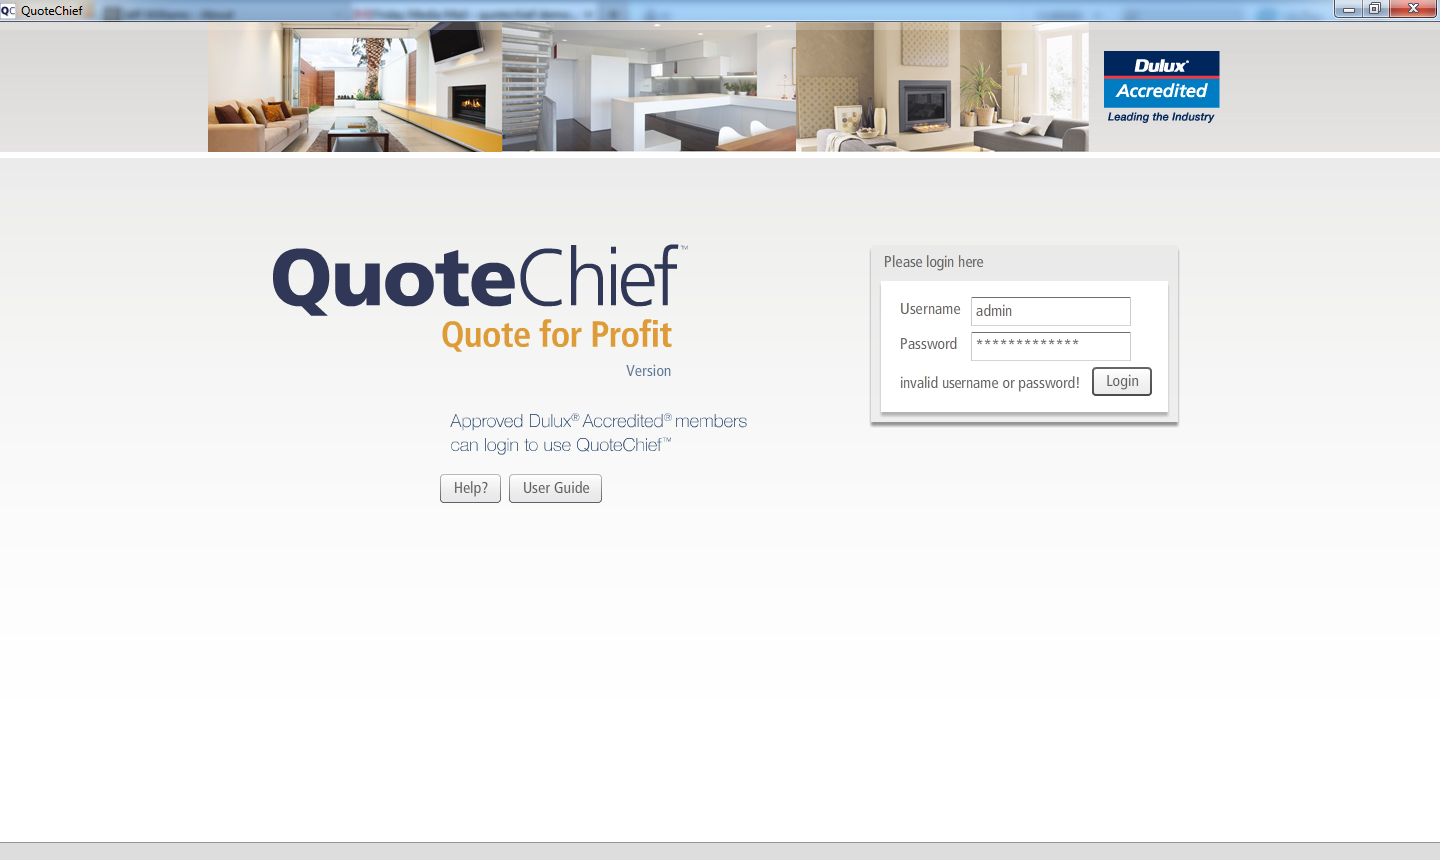 QC QuoteChief
Dulux®
Accredited
Leading the Industry
QuoteChief™
Quote for Profit
Version
Approved Dulux® Accredited® members
can login to use QuoteChief™
Help? User Guide
Please login here
Username admin
Password *************
invalid username or password! Login